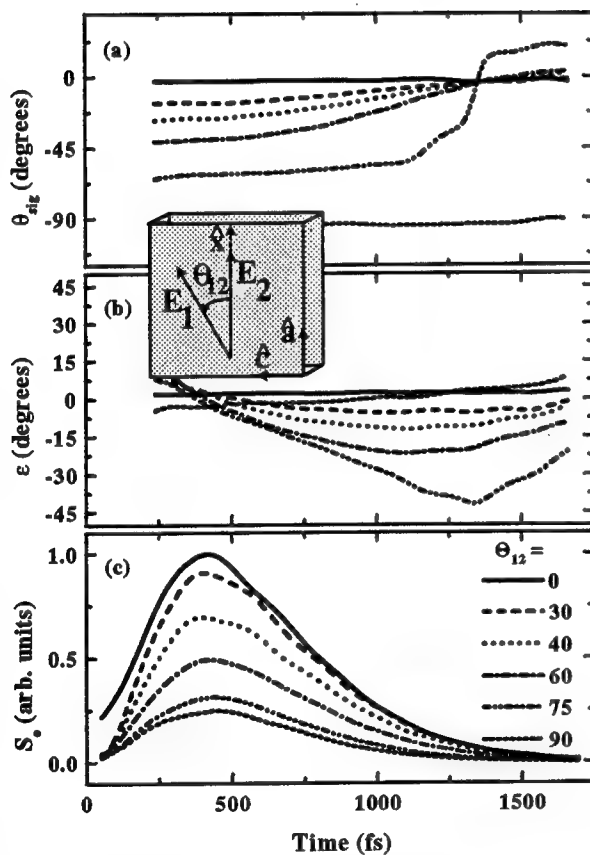 (a)
0
-45
-90
θsig (degrees)
x̂
Θ12
E1
E2
â
ĉ
(b)
45
30
15
0
-15
-30
-45
ε (degrees)
Θ12 =
(c)
1.0
0.5
0.0
So (arb. units)
0
30
40
60
75
90
0
500
1000
1500
Time (fs)